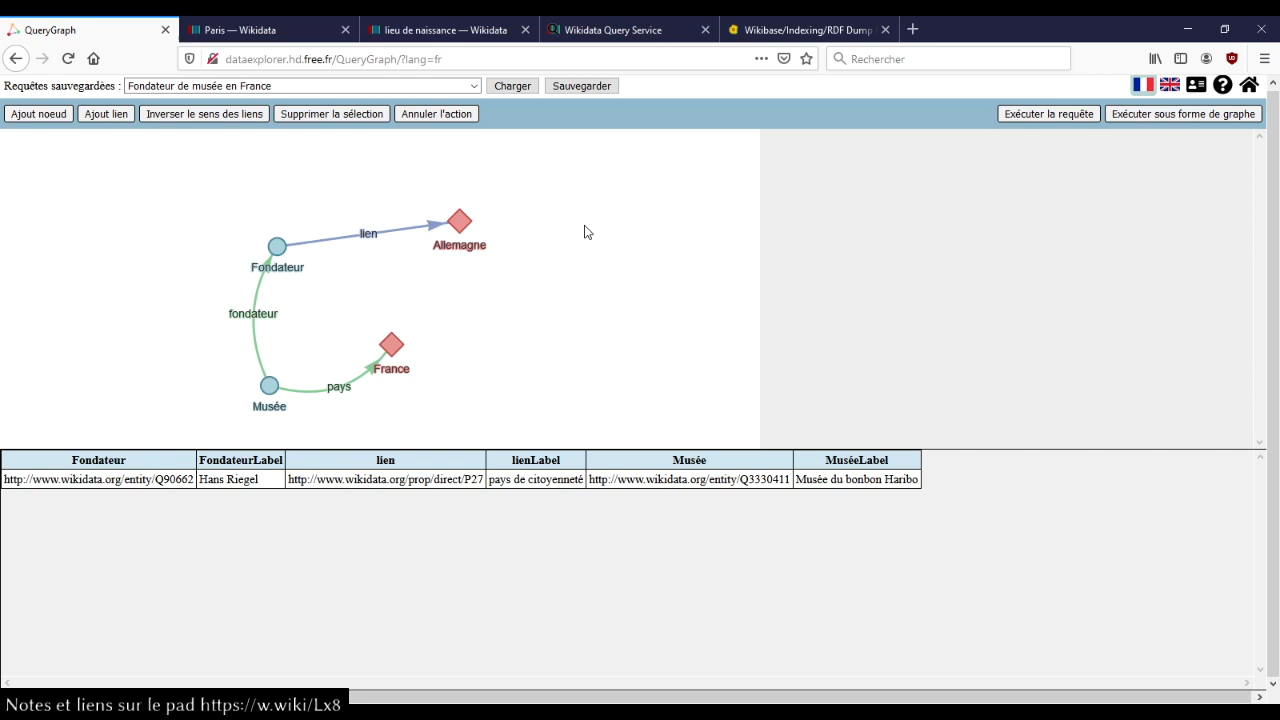 QueryGraph
Paris — Wikidata
lieu de naissance — Wikidata
Wikidata Query Service
Wikibase/Indexing/RDF Dump
dataexplorer.hd.free.fr/QueryGraph/?lang=fr
Rechercher
Requêtes sauvegardées : Fondateur de musée en France Charger Sauvegarder
Ajout noeud Ajout lien Inverser le sens des liens Supprimer la sélection Annuler l'action Exécuter la requête Exécuter sous forme de graphe
lien
Allemagne
Fondateur
fondateur
France
pays
Musée
Fondateur FondateurLabel lien lienLabel Musée MuséeLabel
http://www.wikidata.org/entity/Q90662 Hans Riegel http://www.wikidata.org/prop/direct/P27 pays de citoyenneté http://www.wikidata.org/entity/Q3330411 Musée du bonbon Haribo
Notes et liens sur le pad https://w.wiki/Lx8